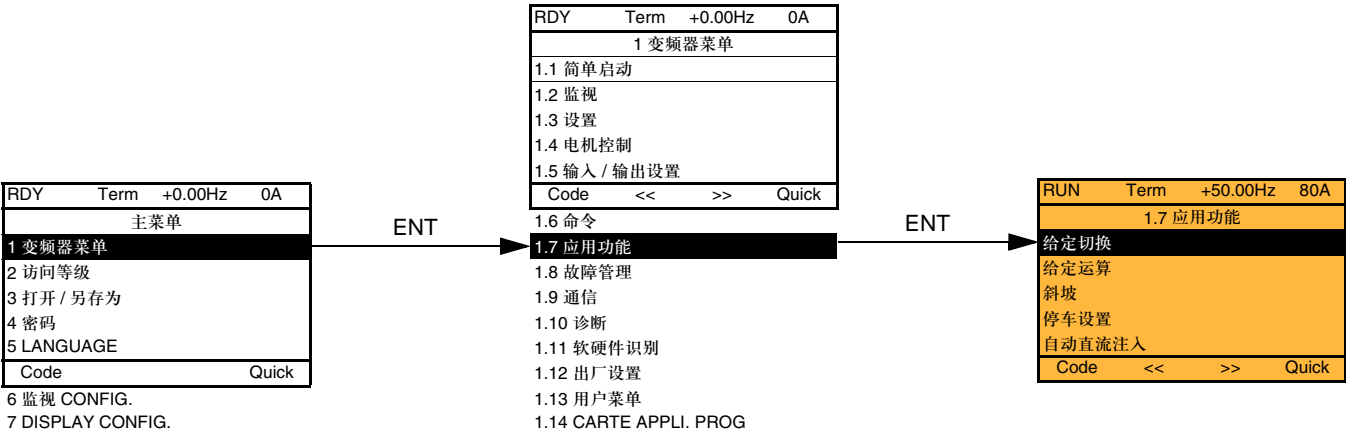 RDY Term +0.00Hz 0A
主菜单
1 变频器菜单
2 访问等级
3 打开 / 另存为
4 密码
5 LANGUAGE
Code Quick
6 监视 CONFIG.
7 DISPLAY CONFIG.
ENT
RDY Term +0.00Hz 0A
1 变频器菜单
1.1 简单启动
1.2 监视
1.3 设置
1.4 电机控制
1.5 输入 / 输出设置
Code << >> Quick
1.6 命令
1.7 应用功能
1.8 故障管理
1.9 通信
1.10 诊断
1.11 软硬件识别
1.12 出厂设置
1.13 用户菜单
1.14 CARTE APPLI. PROG
ENT
RUN Term +50.00Hz 80A
1.7 应用功能
给定切换
给定运算
斜坡
停车设置
自动直流注入
Code << >> Quick